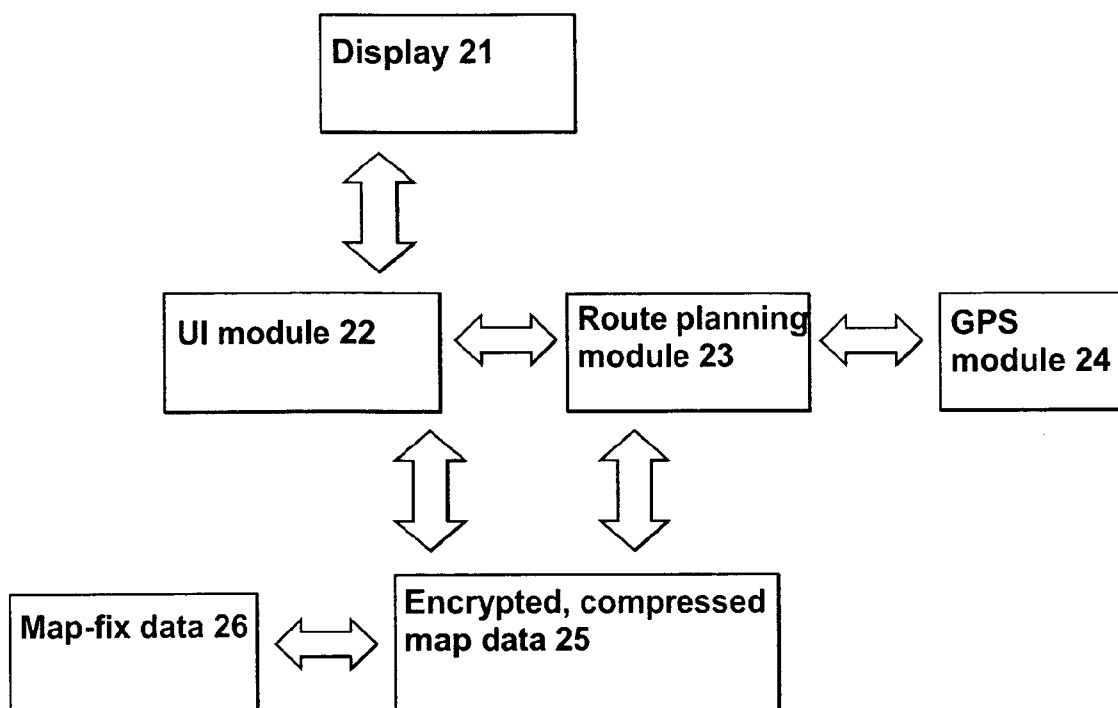 Display 21
UI module 22
Route planning
module 23
GPS
module 24
Map-fix data 26
Encrypted, compressed
map data 25